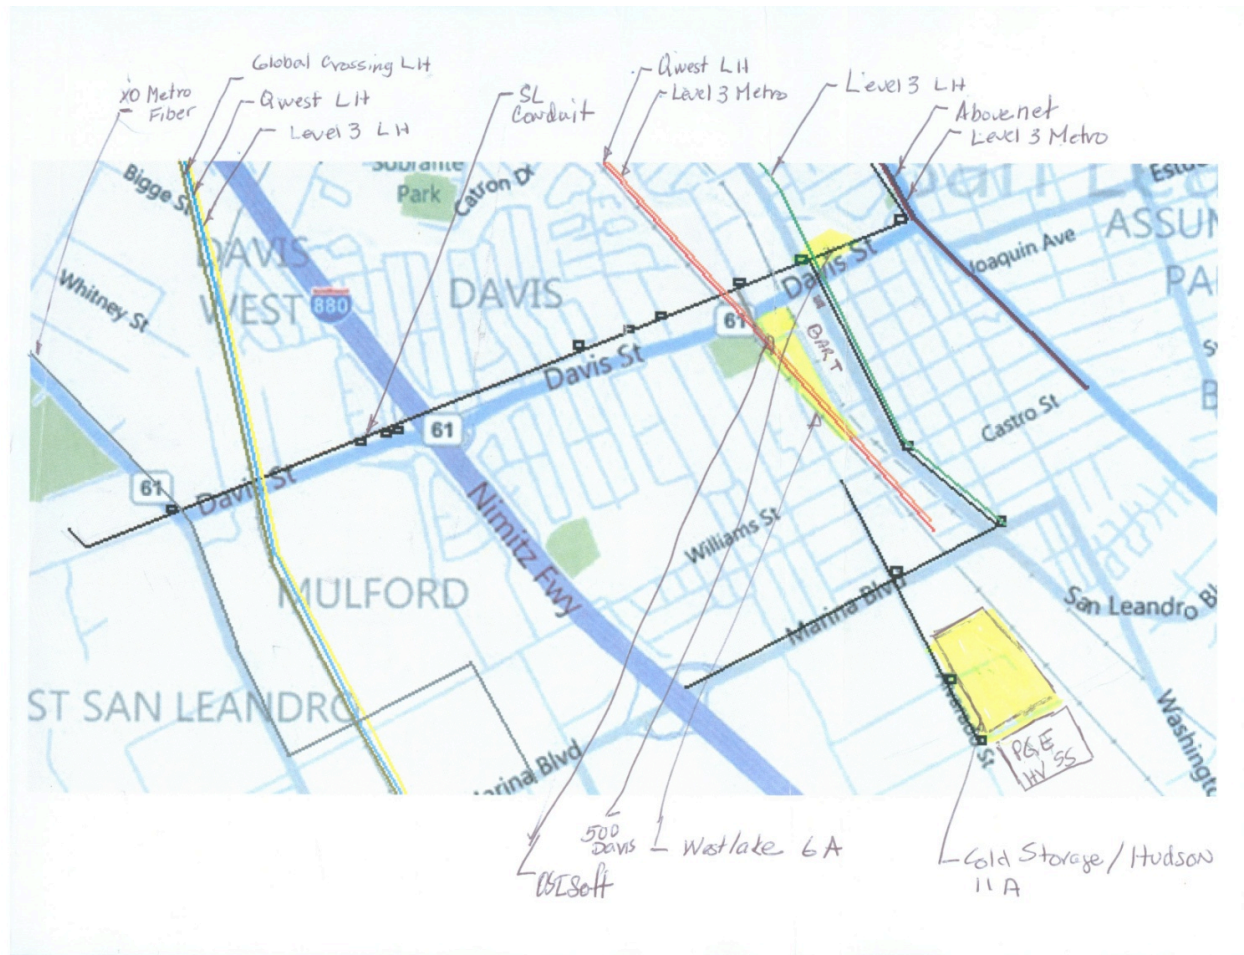 Global Crossing LH
XO Metro
Fiber
Qwest LH
Level 3 LH
SL
Conduit
Qwest LH
Level 3 Metro
Level 3 LH
Abovenet
Level 3 Metro
Bigge St
Sobrante
Park
Catron Dr
ASSUM
DAVIS
WEST
880
DAVIS
Joaquin Ave
PA
Whitney St
Davis St
61
BART
Davis St
61
Castro St
61
Davis St
Nimitz Fwy
Williams St
MULFORD
Marina Blvd
San Leandro Bl
ST SAN LEANDRO
Washingt
PG&E
HV SS
Marina Blvd
500
Davis
Westlake 6A
OSISoft
Cold Storage / Hudson
11A